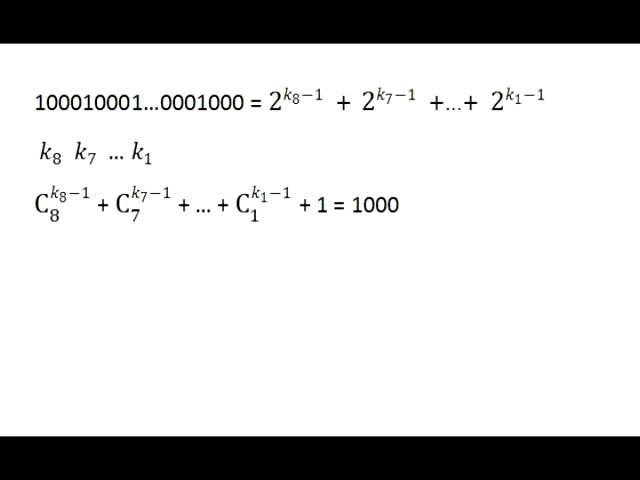 100010001...0001000 = 2^{k_8−1} + 2^{k_7−1} +...+ 2^{k_1−1}
k_8 k_7 ... k_1
C_8^{k_8−1} + C_7^{k_7−1} + ... + C_1^{k_1−1} + 1 = 1000